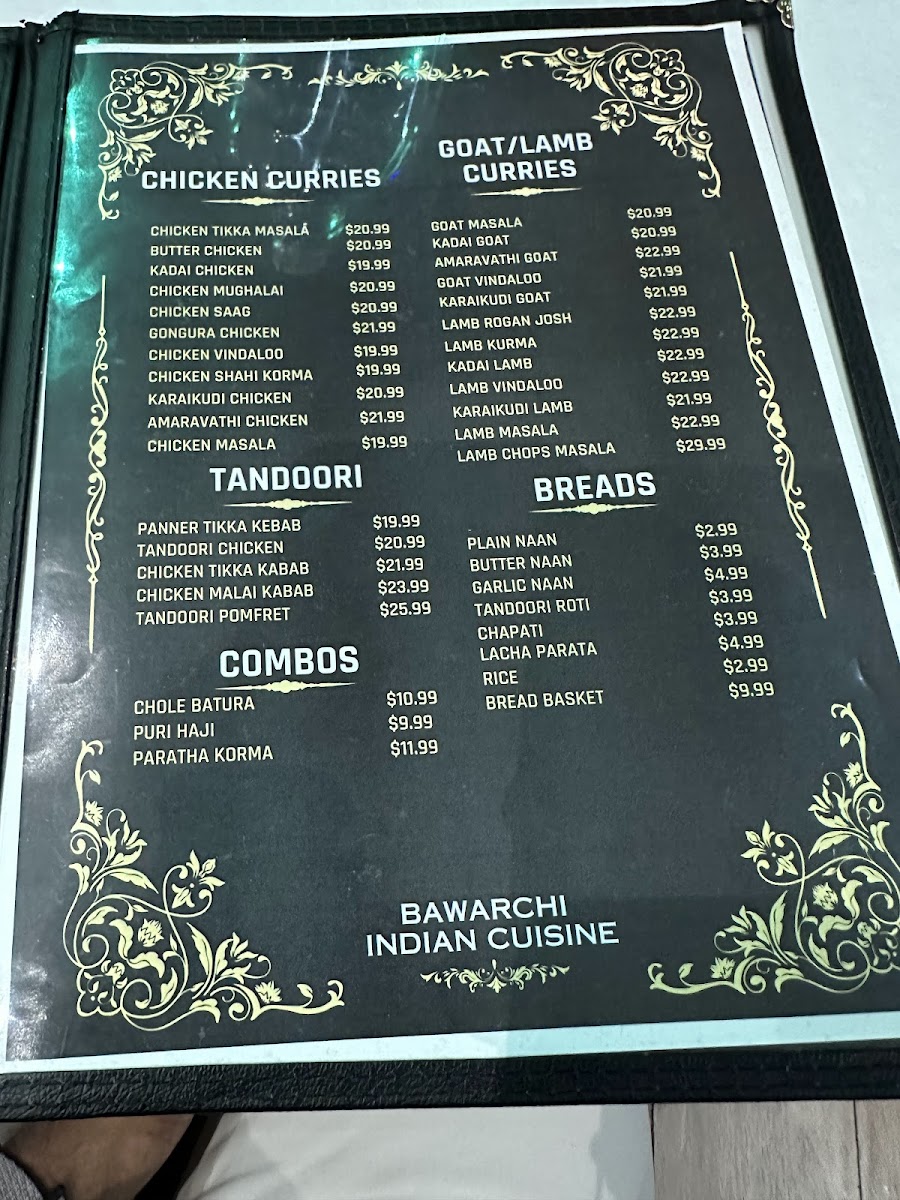 CHICKEN CURRIES
CHICKEN TIKKA MASALA $20.99
BUTTER CHICKEN $20.99
KADAI CHICKEN $19.99
CHICKEN MUGHALAI $20.99
CHICKEN SAAG $20.99
GONGURA CHICKEN $21.99
CHICKEN VINDALOO $19.99
CHICKEN SHAHI KORMA $19.99
KARAIKUDI CHICKEN $20.99
AMARAVATHI CHICKEN $21.99
CHICKEN MASALA $19.99
GOAT/LAMB
CURRIES
GOAT MASALA $20.99
KADAI GOAT $20.99
AMARAVATHI GOAT $22.99
GOAT VINDALOO $21.99
KARAIKUDI GOAT $21.99
LAMB ROGAN JOSH $22.99
LAMB KURMA $22.99
KADAI LAMB $22.99
LAMB VINDALOO $22.99
KARAIKUDI LAMB $21.99
LAMB MASALA $22.99
LAMB CHOPS MASALA $29.99
TANDOORI
PANNER TIKKA KEBAB $19.99
TANDOORI CHICKEN $20.99
CHICKEN TIKKA KABAB $21.99
CHICKEN MALAI KABAB $23.99
TANDOORI POMFRET $25.99
BREADS
PLAIN NAAN $2.99
BUTTER NAAN $3.99
GARLIC NAAN $4.99
TANDOORI ROTI $3.99
CHAPATI $3.99
LACHA PARATA $4.99
RICE $2.99
BREAD BASKET $9.99
COMBOS
CHOLE BATURA $10.99
PURI HAJI $9.99
PARATHA KORMA $11.99
BAWARCHI
INDIAN CUISINE